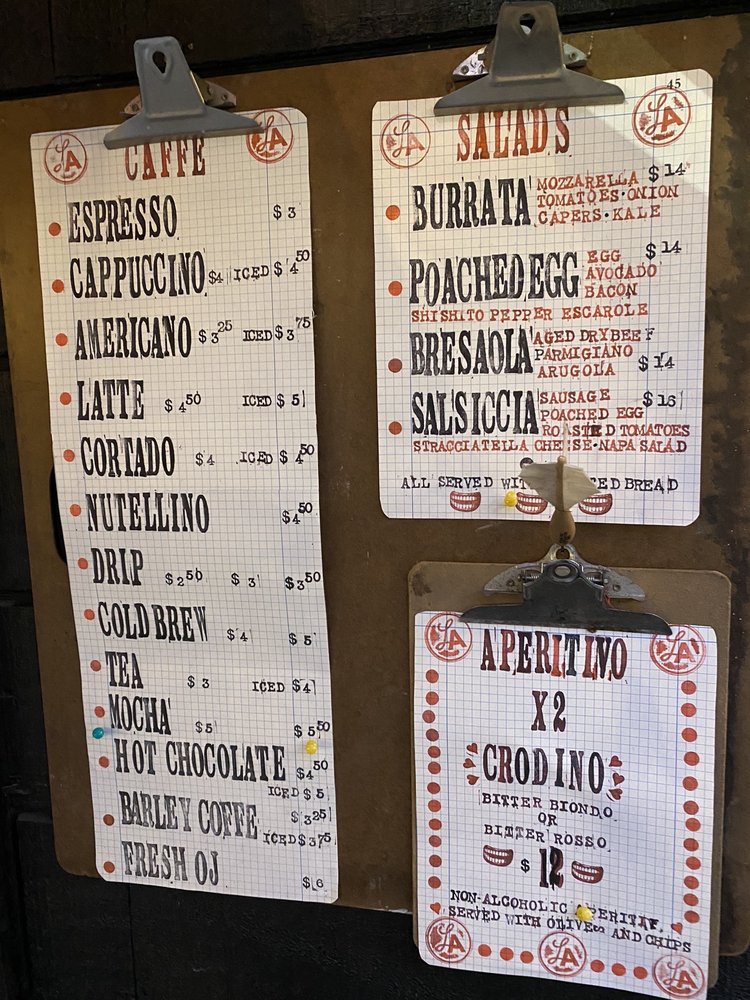 LA
LA
CAFFE
ESPRESSO $3
CAPPUCCINO $4 ICED $4 50
AMERICANO $3 25 ICED $3 75
LATTE $4 50 ICED $5
CORTADO $4 ICED $4 50
NUTELLINO $4 50
DRIP $2 50 $3 $3 50
COLD BREW $4 $5
TEA $3 ICED $4
MOCHA $5 $5 50
HOT CHOCOLATE $4 50
ICED $5
BARLEY COFFE $3 25
ICED $3 75
FRESH OJ $6
45
LA
LA
SALADS
BURRATA MOZZARELLA $14
TOMATOES·ONION
CAPERS·KALE
POACHED EGG EGG $14
AVOCADO
BACON
SHISHITO PEPPER ESCAROLE
BRESAOLA AGED DRY BEEF
PARMIGIANO
ARUGOLA $14
SALSICCIA SAUSAGE $16
POACHED EGG
ROASTED TOMATOES
STRACCIATELLA CHEESE·NAPA SALAD
ALL SERVED BREAD
LA
LA
APERITIVO
X2
CRODINO
BITTER BIONDO
OR
BITTER ROSSO
$12
NON-ALCOHOLIC
SERVED WITH OLIVES AND CHIPS
LA
LA
LA